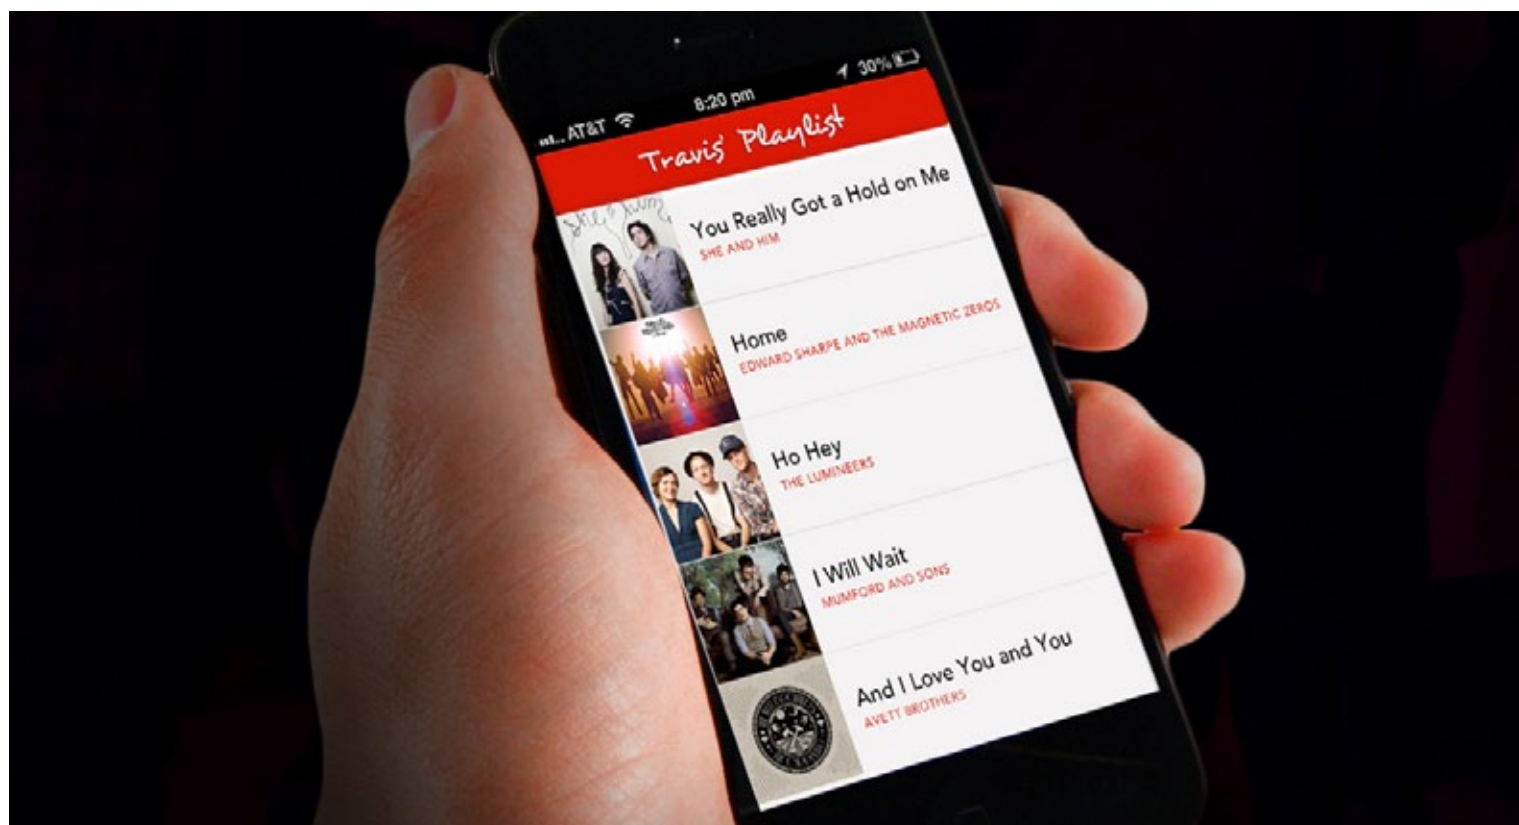 AT&T 8:20 pm 30%
Travis' Playlist
She & Him
You Really Got a Hold on Me
SHE AND HIM
Home
EDWARD SHARPE AND THE MAGNETIC ZEROS
Ho Hey
THE LUMINEERS
I Will Wait
MUMFORD AND SONS
And I Love You and You
AVETT BROTHERS